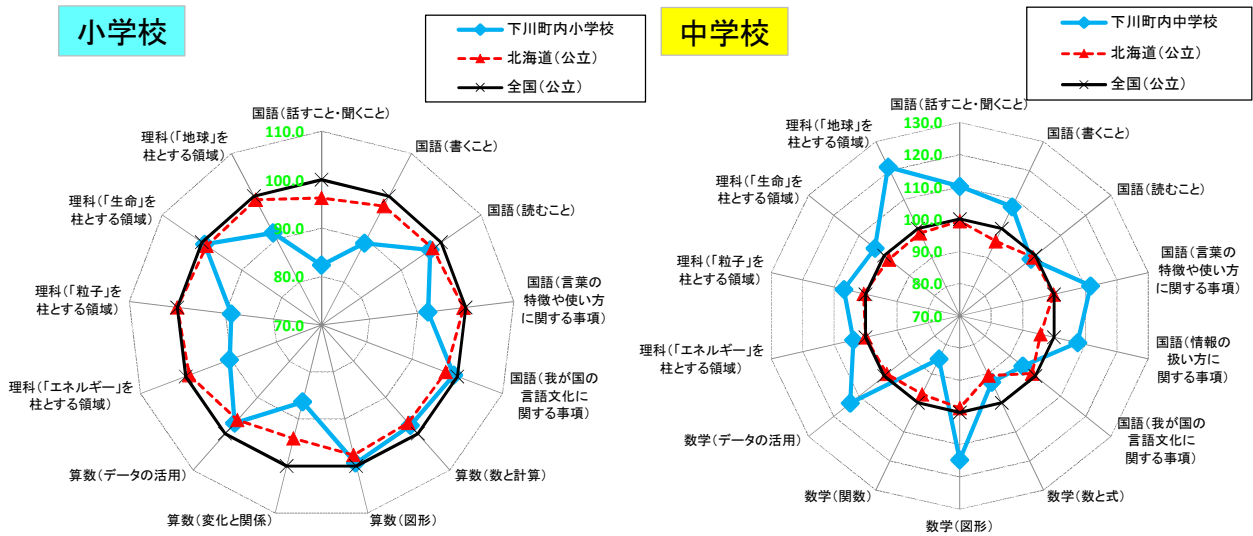 小学校
下川町内小学校
北海道(公立)
全国(公立)
国語(話すこと・聞くこと)
国語(書くこと)
国語(読むこと)
国語(言葉の
特徴や使い方
に関する事項)
国語(我が国の
言語文化に
関する事項)
算数(数と計算)
算数(図形)
算数(変化と関係)
算数(データの活用)
理科(「エネルギー」を
柱とする領域)
理科(「粒子」を
柱とする領域)
理科(「生命」を
柱とする領域)
理科(「地球」を
柱とする領域)
110.0
100.0
90.0
80.0
70.0
中学校
下川町内中学校
北海道(公立)
全国(公立)
国語(話すこと・聞くこと)
国語(書くこと)
国語(読むこと)
国語(言葉の
特徴や使い方
に関する事項)
国語(情報の
扱い方に
関する事項)
国語(我が国の
言語文化に
関する事項)
数学(数と式)
数学(図形)
数学(関数)
数学(データの活用)
理科(「エネルギー」を
柱とする領域)
理科(「粒子」を
柱とする領域)
理科(「生命」を
柱とする領域)
理科(「地球」を
柱とする領域)
130.0
120.0
110.0
100.0
90.0
80.0
70.0